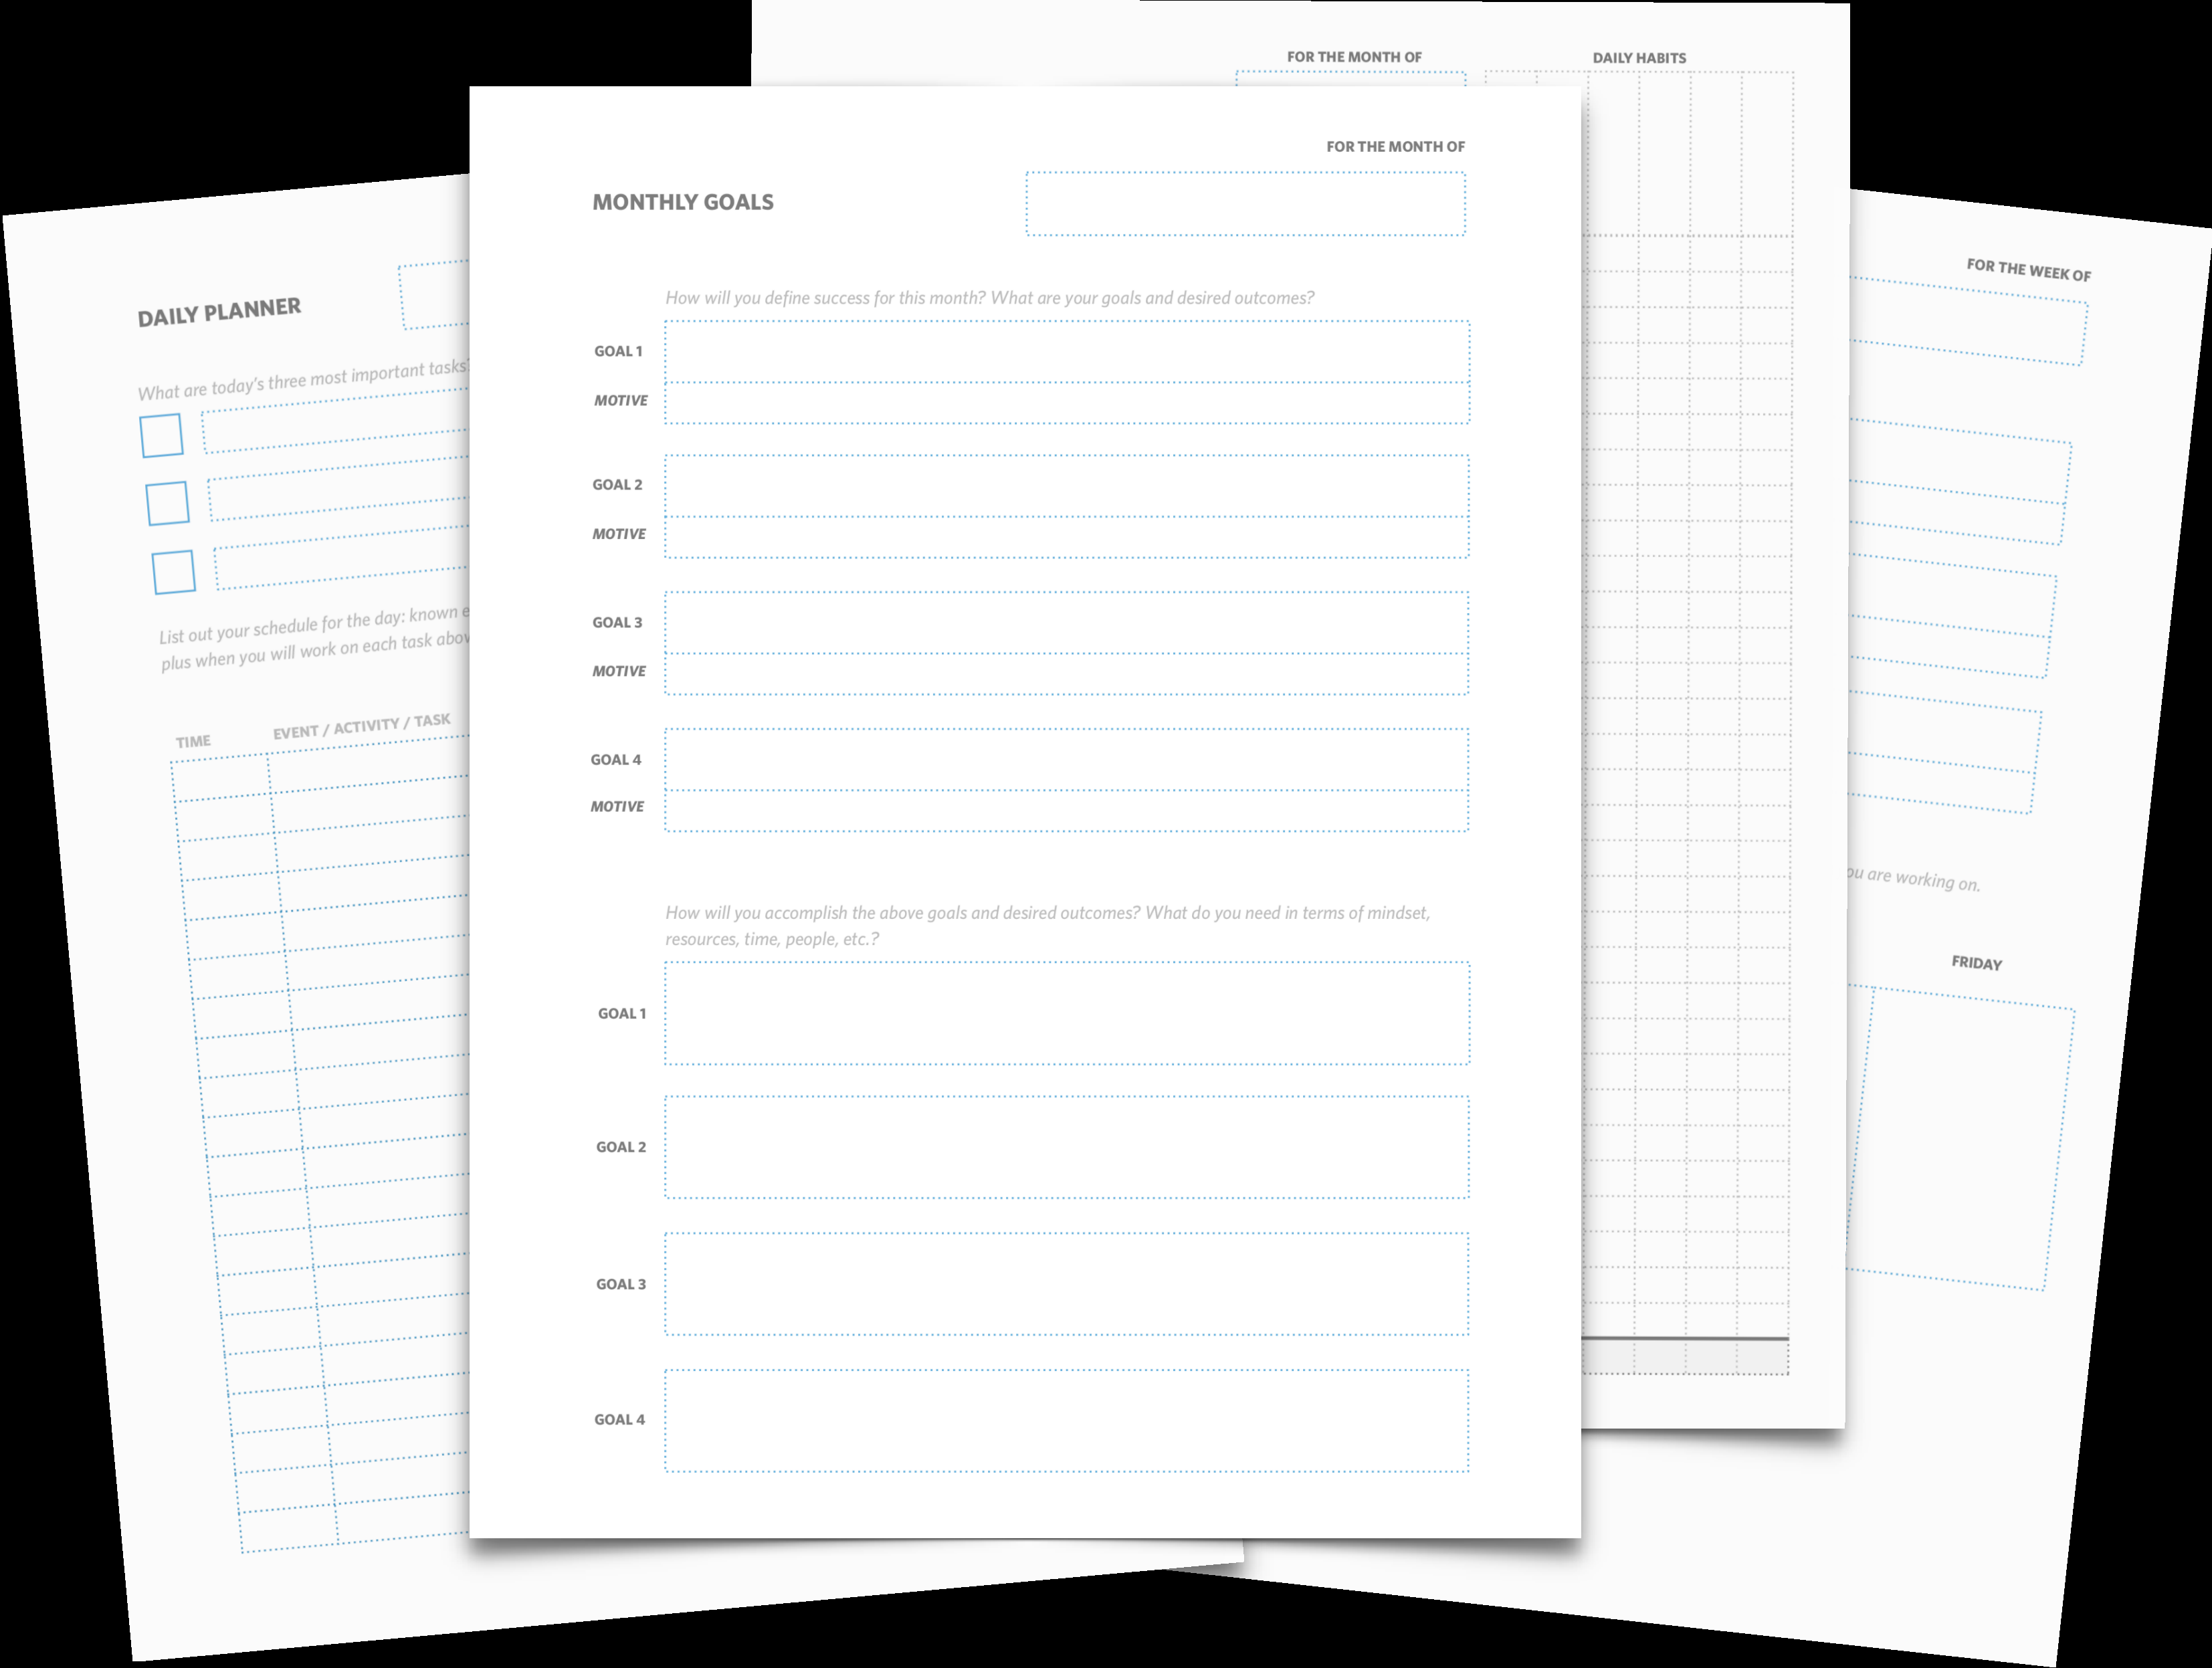 FOR THE MONTH OF
DAILY HABITS
FOR THE MONTH OF
MONTHLY GOALS
How will you define success for this month? What are your goals and desired outcomes?
GOAL 1
MOTIVE
GOAL 2
MOTIVE
GOAL 3
MOTIVE
GOAL 4
MOTIVE
How will you accomplish the above goals and desired outcomes? What do you need in terms of mindset,
resources, time, people, etc.?
GOAL 1
GOAL 2
GOAL 3
GOAL 4
DAILY PLANNER
What are today's three most important tasks?
List out your schedule for the day: known
plus when you will work on each task
TIME
EVENT / ACTIVITY / TASK
FOR THE WEEK OF
are working on.
FRIDAY